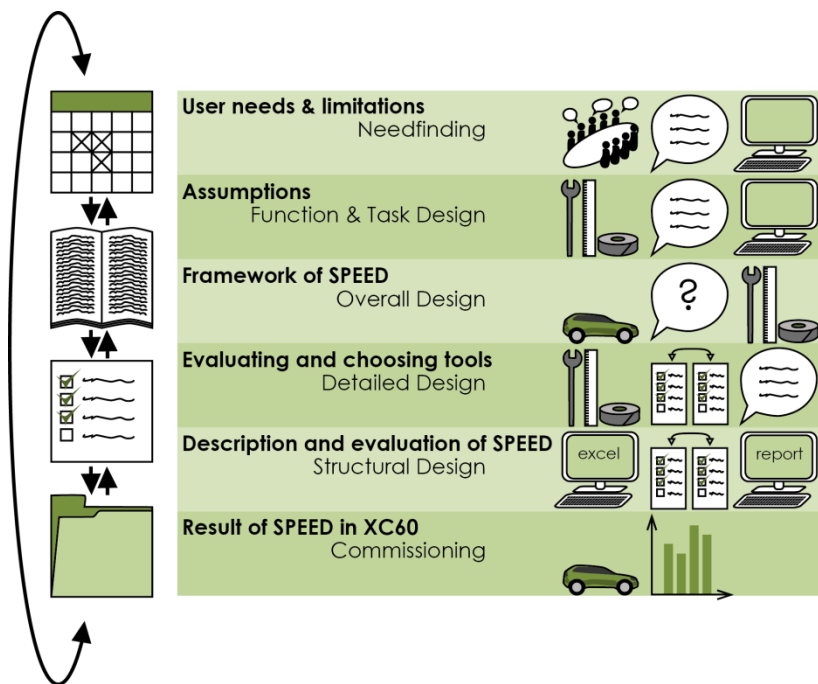 User needs & limitations
Needfinding
Assumptions
Function & Task Design
Framework of SPEED
Overall Design
?
Evaluating and choosing tools
Detailed Design
Description and evaluation of SPEED
Structural Design
excel
report
Result of SPEED in XC60
Commissioning